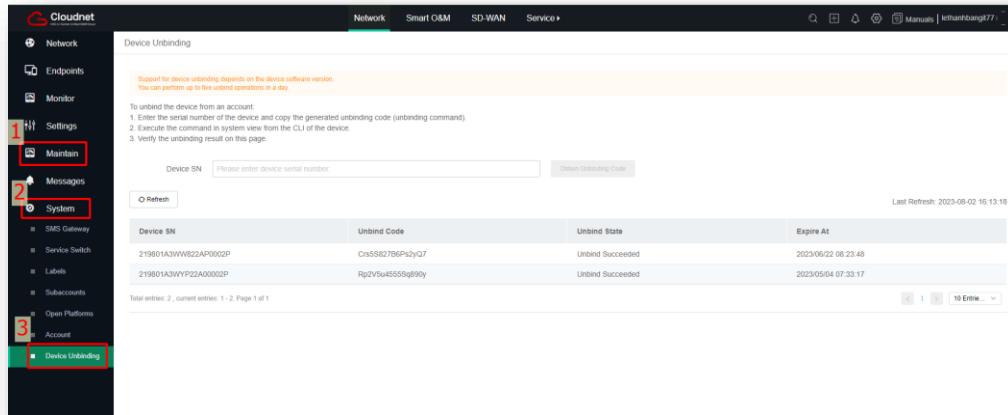 Cloudnet
Network Smart O&M SD-WAN Service
Manuals lethanhbangit77
Network
Endpoints
Monitor
1
Settings
Maintain
Messages
2
System
SMS Gateway
Service Switch
Labels
Subaccounts
Open Platforms
3
Account
Device Unbinding
Device Unbinding
Support for device unbinding depends on the device software version.
You can perform up to five unbind operations in a day.
To unbind the device from an account:
1. Enter the serial number of the device and copy the generated unbinding code (unbinding command).
2. Execute the command in system view from the CLI of the device.
3. Verify the unbinding result on this page.
Device SN Please enter device serial number. Obtain Unbinding Code
Refresh Last Refresh: 2023-08-02 16:13:18
Device SN Unbind Code Unbind State Expire At
219801A3WW822AP0002P Crs5S827B6Ps2yiQ7 Unbind Succeeded 2023/06/22 08:23:48
219801A3WYP22A00002P Rp2V5u4555Sq890y Unbind Succeeded 2023/05/04 07:33:17
Total entries: 2 , current entries: 1 - 2. Page 1 of 1 1 10 Entrie...